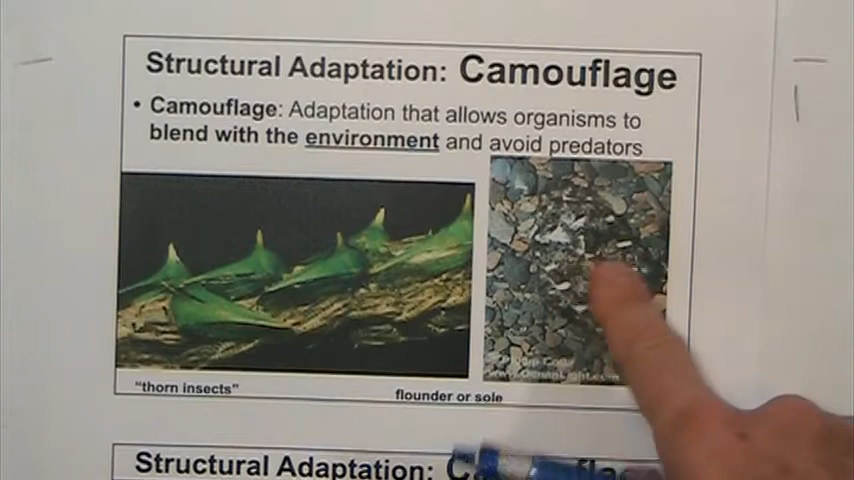 Structural Adaptation: Camouflage
• Camouflage: Adaptation that allows organisms to
blend with the environment and avoid predators
"thorn insects"
flounder or sole
Structural Adaptation: